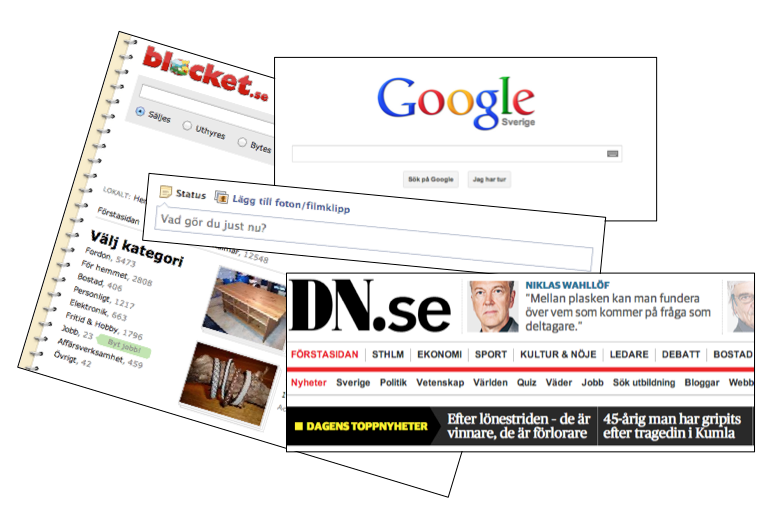 blocket.se
Säljes
Uthyres
Bytes
LOKALT:
Förstasidan
12548
Välj kategori
Fordon, 5473
För hemmet, 2808
Bostad, 406
Personligt, 1217
Elektronik, 663
Fritid & Hobby, 1796
Jobb, 23 Byt jobb!
Affärsverksamhet, 459
Övrigt, 42
Google
Sverige
Sök på Google
Jag har tur
Status Lägg till foton/filmklipp
Vad gör du just nu?
DN.se
NIKLAS WAHLLÖF
"Mellan plasken kan man fundera
över vem som kommer på fråga som
deltagare."
FÖRSTASIDAN STHLM EKONOMI SPORT KULTUR & NÖJE LEDARE DEBATT BOSTAD
Nyheter Sverige Politik Vetenskap Världen Quiz Väder Jobb Sök utbildning Bloggar Webb
DAGENS TOPPNYHETER
Efter lönestriden – de är
vinnare, de är förlorare
45-årig man har gripits
efter tragedin i Kumla